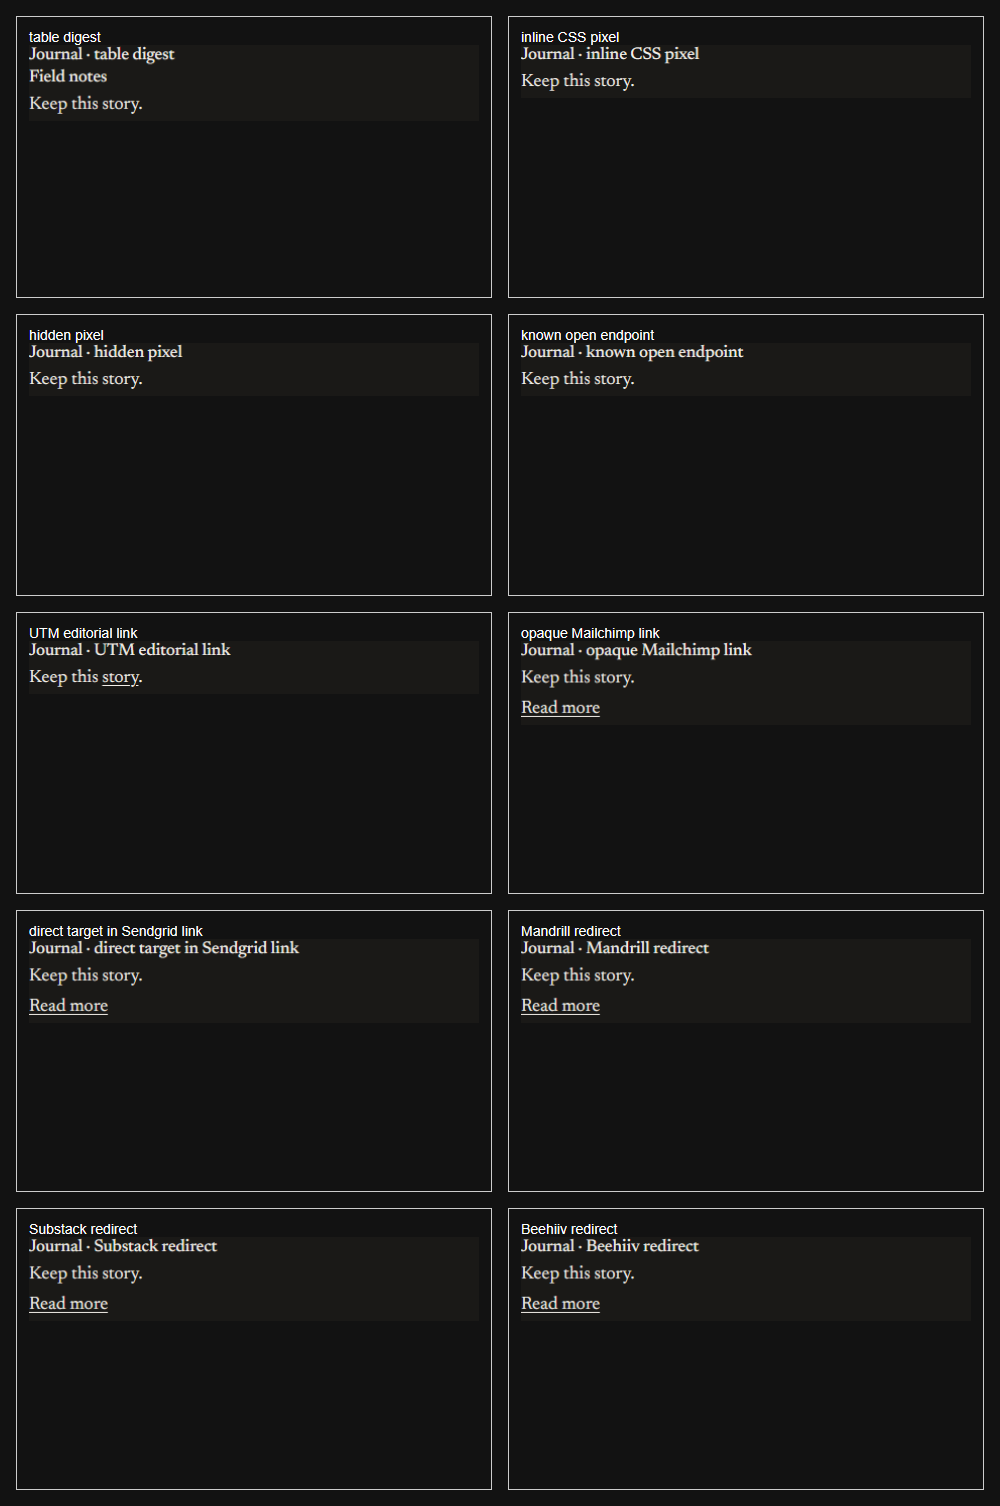 table digest
Journal · table digest
Field notes
Keep this story.
inline CSS pixel
Journal · inline CSS pixel
Keep this story.
hidden pixel
Journal · hidden pixel
Keep this story.
known open endpoint
Journal · known open endpoint
Keep this story.
UTM editorial link
Journal · UTM editorial link
Keep this story.
opaque Mailchimp link
Journal · opaque Mailchimp link
Keep this story.
Read more
direct target in Sendgrid link
Journal · direct target in Sendgrid link
Keep this story.
Read more
Mandrill redirect
Journal · Mandrill redirect
Keep this story.
Read more
Substack redirect
Journal · Substack redirect
Keep this story.
Read more
Beehiiv redirect
Journal · Beehiiv redirect
Keep this story.
Read more